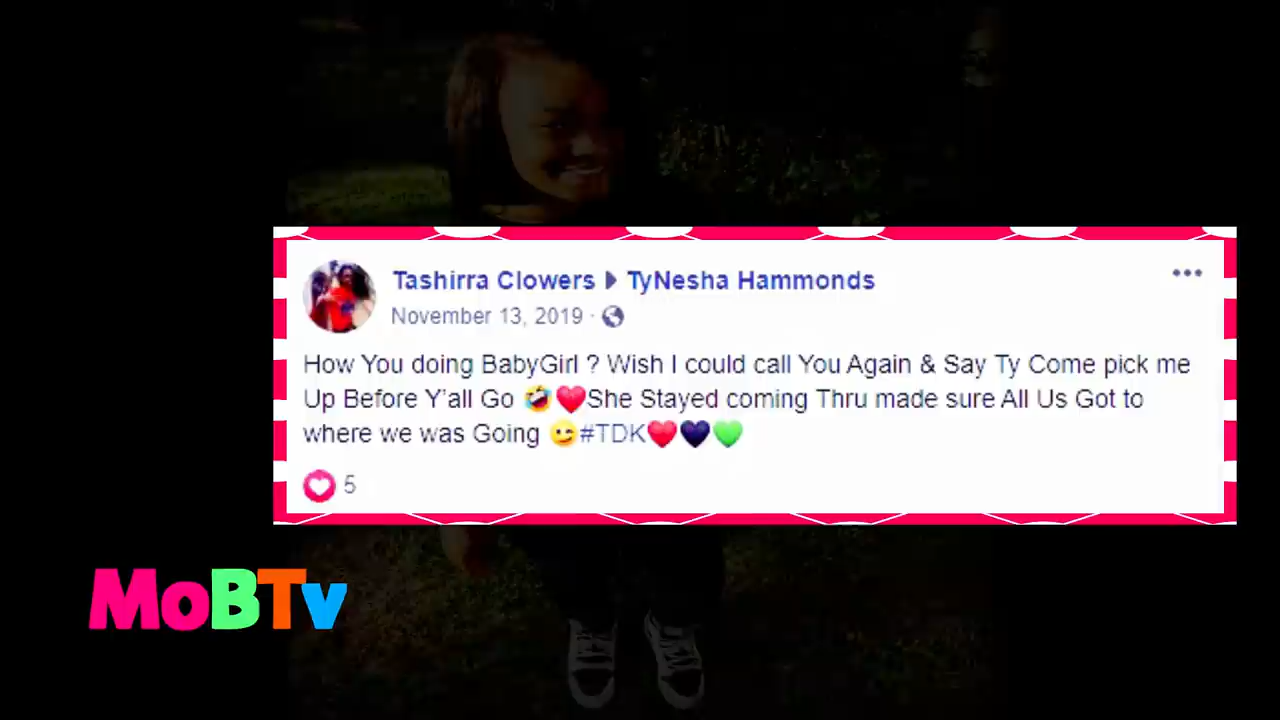 Tashirra Clowers TyNesha Hammonds
November 13, 2019 ·
How You doing BabyGirl ? Wish I could call You Again & Say Ty Come pick me
Up Before Y'all Go 🤣❤️She Stayed coming Thru made sure All Us Got to
where we was Going 😉#TDK❤️🖤💚
5
MoBTv